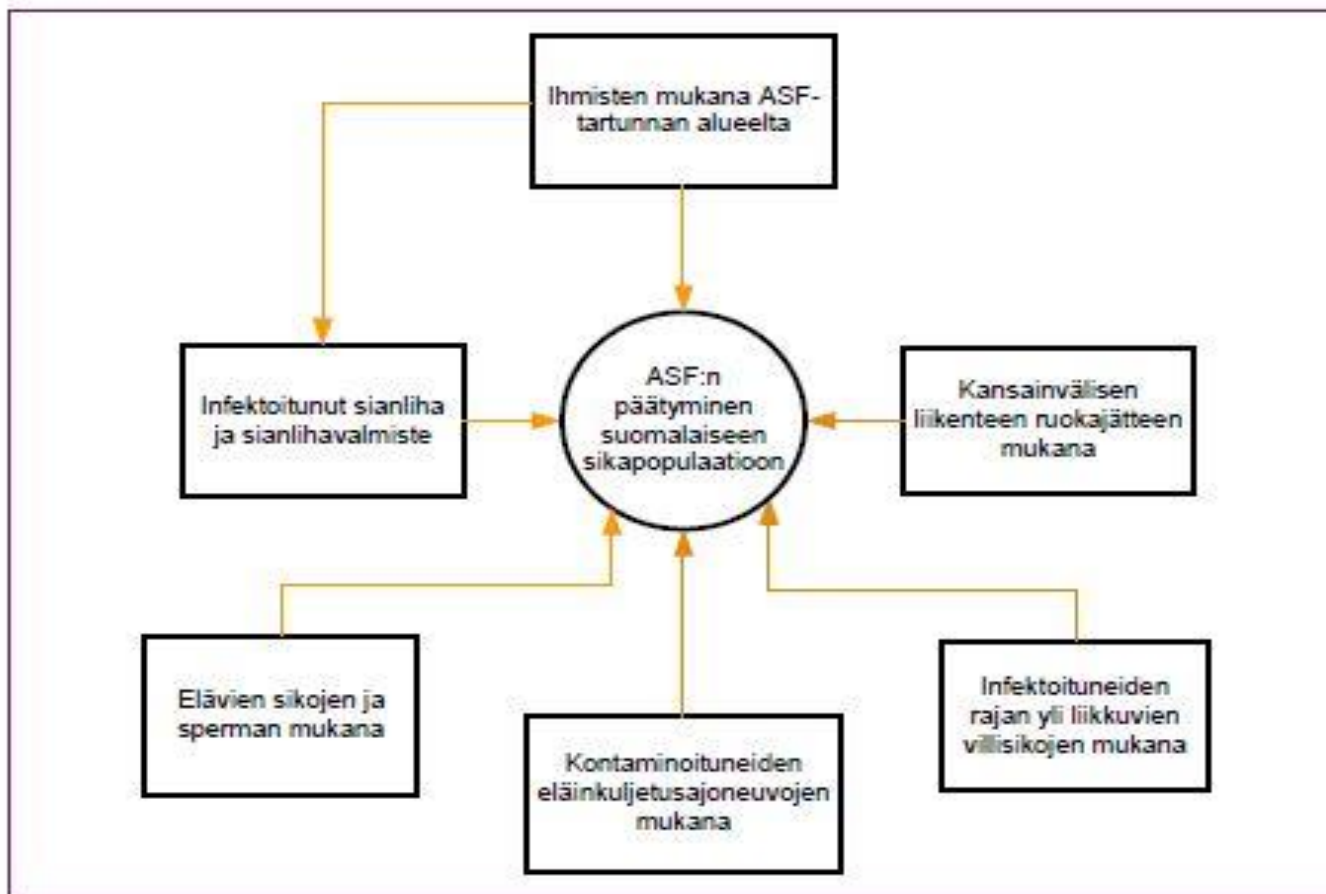 Ihmisten mukana ASF-
tartunnan alueelta
Infektoitunut sianliha
ja sianlihavalmiste
ASF:n
päätyminen
suomalaiseen
sikapopulaatioon
Kansainvälisen
liikenteen ruokajätteen
mukana
Elävien sikojen ja
sperman mukana
Kontaminoituneiden
eläinkuljetusajoneuvojen
mukana
Infektoituneiden
rajan yli liikkuvien
villisikojen mukana